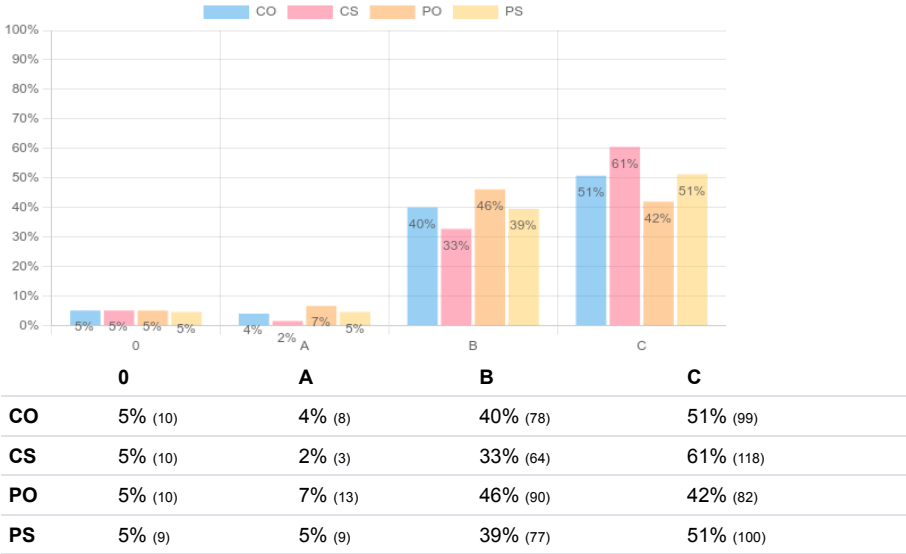 CO CS PO PS
100%
90%
80%
70%
60%
50%
40%
30%
20%
10%
0%
5% 5% 5% 5%
4% 2% 7% 5%
40% 33% 46% 39%
51% 61% 42% 51%
0 A B C
0 A B C
CO 5% (10) 4% (8) 40% (78) 51% (99)
CS 5% (10) 2% (3) 33% (64) 61% (118)
PO 5% (10) 7% (13) 46% (90) 42% (82)
PS 5% (9) 5% (9) 39% (77) 51% (100)